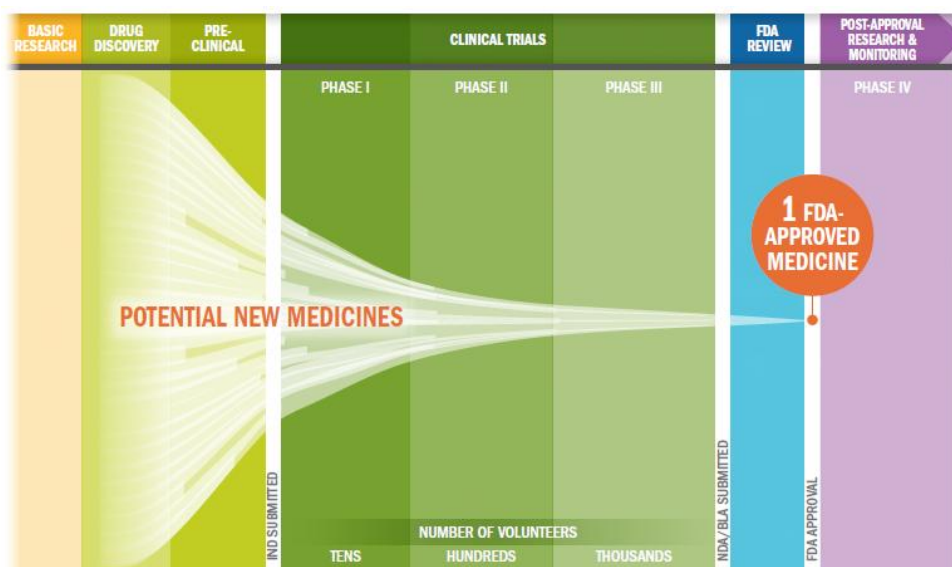 BASIC
RESEARCH
DRUG
DISCOVERY
PRE-
CLINICAL
CLINICAL TRIALS
FDA
REVIEW
POST-APPROVAL
RESEARCH &
MONITORING
PHASE I
PHASE II
PHASE III
PHASE IV
1 FDA-
APPROVED
MEDICINE
POTENTIAL NEW MEDICINES
IND SUBMITTED
NDA/BLA SUBMITTED
FDA APPROVAL
NUMBER OF VOLUNTEERS
TENS
HUNDREDS
THOUSANDS